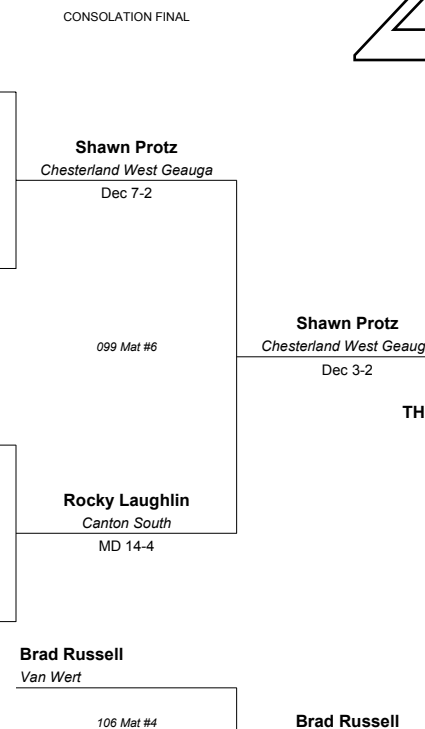 CONSOLATION FINAL
Shawn Protz
Chesterland West Geauga
Dec 7-2
099 Mat #6
Shawn Protz
Chesterland West Geaug
Dec 3-2
TH
Rocky Laughlin
Canton South
MD 14-4
Brad Russell
Van Wert
106 Mat #4
Brad Russell